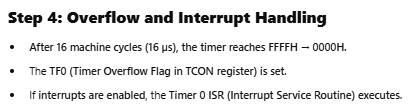 Step 4: Overflow and Interrupt Handling
• After 16 machine cycles (16 µs), the timer reaches FFFFH → 0000H.
• The TF0 (Timer Overflow Flag in TCON register) is set.
• If interrupts are enabled, the Timer 0 ISR (Interrupt Service Routine) executes.